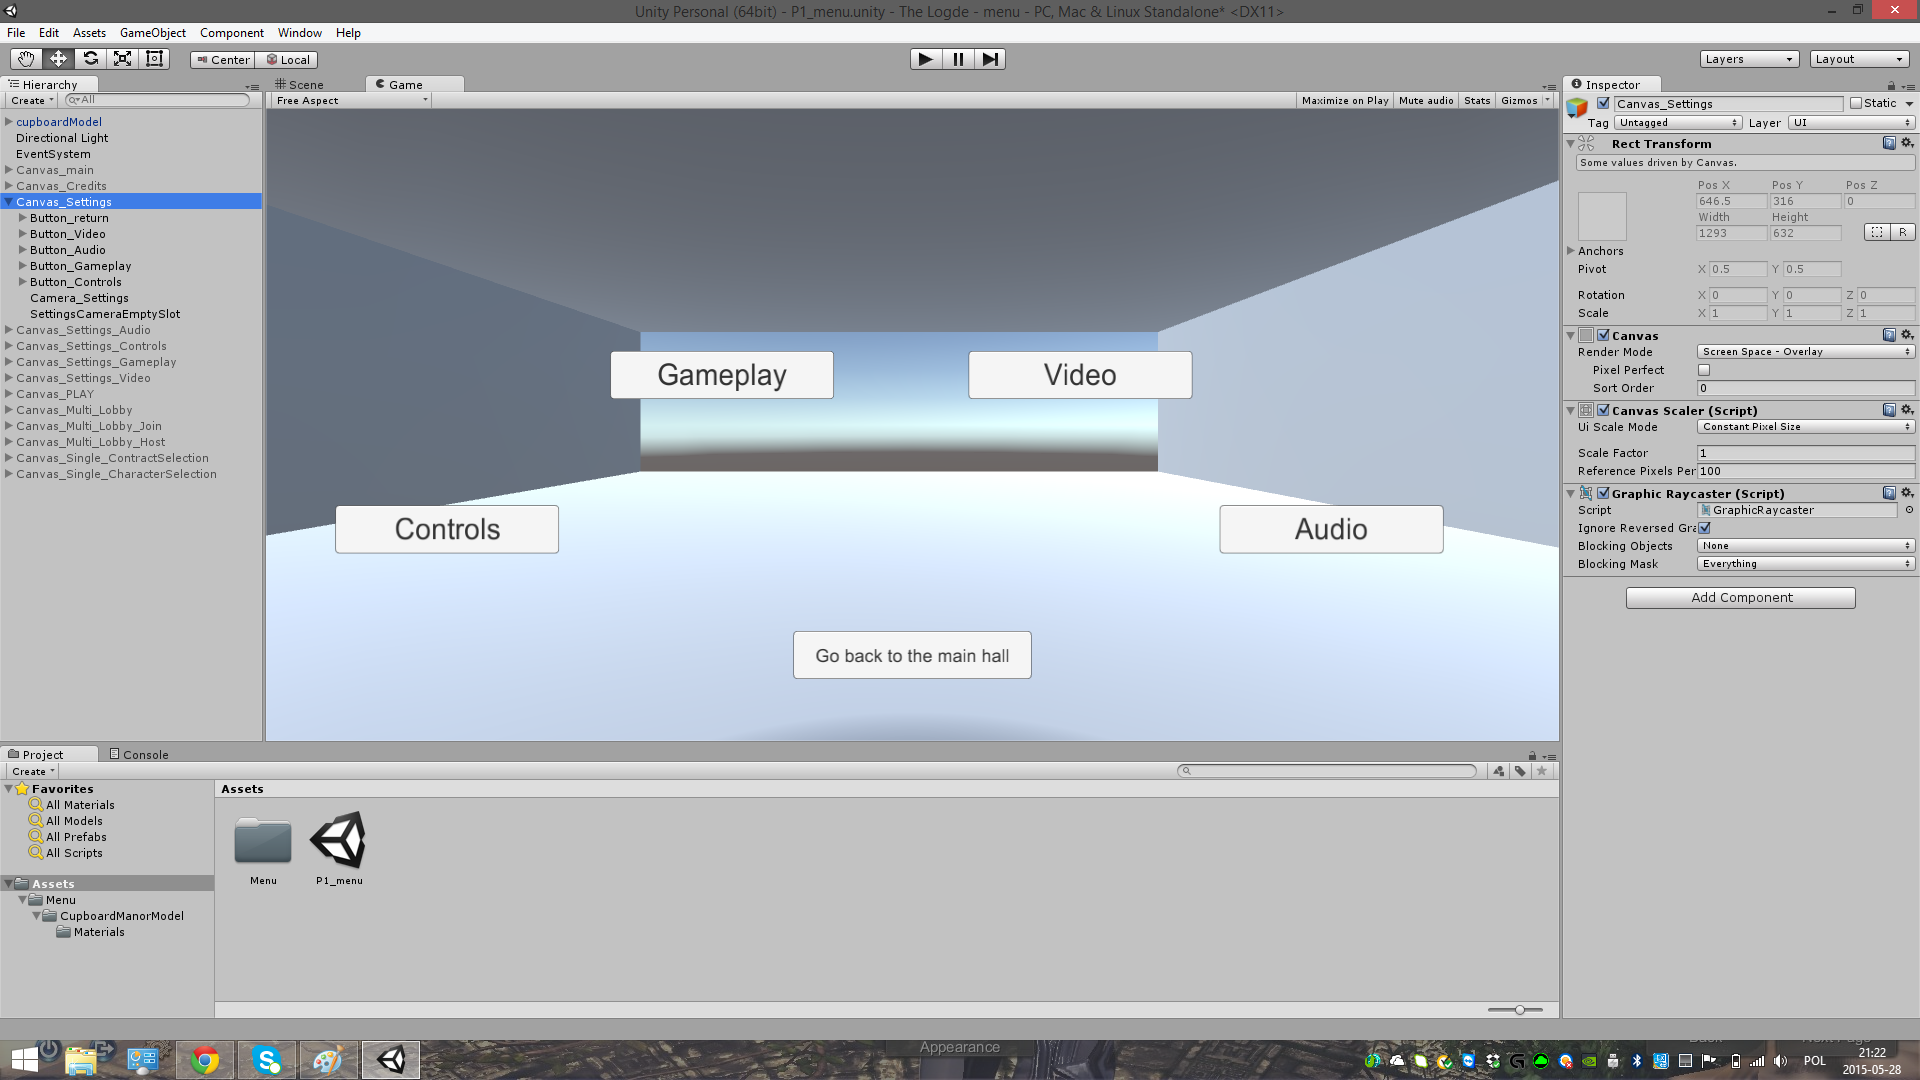 Unity Personal (64bit) - P1_menu.unity - The Logde - menu - PC, Mac & Linux Standalone* <DX11>
File Edit Assets GameObject Component Window Help
Center Local Layers Layout
Hierarchy
Create All
cupboardModel
Directional Light
EventSystem
Canvas_main
Canvas_Credits
Canvas_Settings
Button_return
Button_Video
Button_Audio
Button_Gameplay
Button_Controls
Camera_Settings
SettingsCameraEmptySlot
Canvas_Settings_Audio
Canvas_Settings_Controls
Canvas_Settings_Gameplay
Canvas_Settings_Video
Canvas_PLAY
Canvas_Multi_Lobby
Canvas_Multi_Lobby_Join
Canvas_Multi_Lobby_Host
Canvas_Single_ContractSelection
Canvas_Single_CharacterSelection
Scene Game
Free Aspect Maximize on Play Mute audio Stats Gizmos
Gameplay Video
Controls Audio
Go back to the main hall
Inspector
Canvas_Settings Static
Tag Untagged Layer UI
Rect Transform
Some values driven by Canvas.
Pos X Pos Y Pos Z
646.5 316 0
Width Height
1293 632 R
Anchors
Pivot X 0.5 Y 0.5
Rotation X 0 Y 0 Z 0
Scale X 1 Y 1 Z 1
Canvas
Render Mode Screen Space - Overlay
Pixel Perfect
Sort Order 0
Canvas Scaler (Script)
Ui Scale Mode Constant Pixel Size
Scale Factor 1
Reference Pixels Per 100
Graphic Raycaster (Script)
Script GraphicRaycaster
Ignore Reversed Gra
Blocking Objects None
Blocking Mask Everything
Add Component
Project Console
Create
Favorites
All Materials
All Models
All Prefabs
All Scripts
Assets
Menu
CupboardManorModel
Materials
Assets
Menu P1_menu
Appearance
POL
21:22
2015-05-28